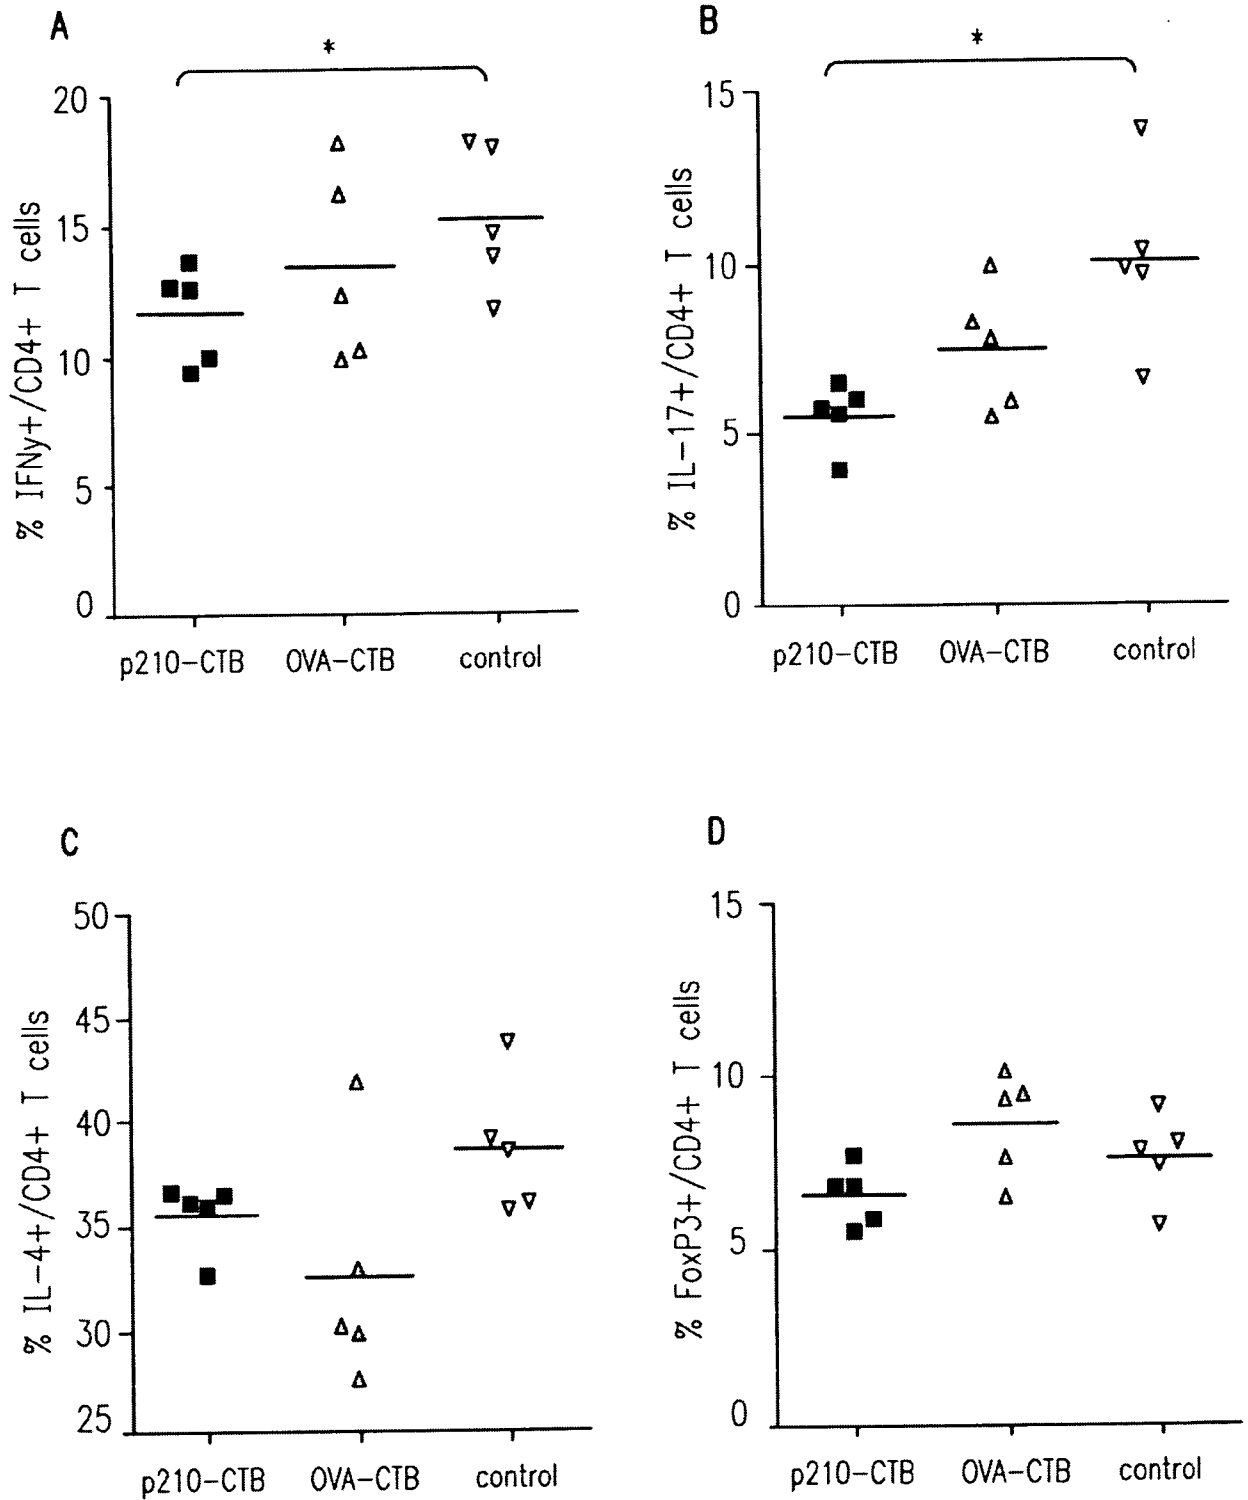 A
*
20
15
10
5
0
% IFNy+/CD4+ T cells
p210-CTB OVA-CTB control
B
*
15
10
5
0
% IL-17+/CD4+ T cells
p210-CTB OVA-CTB control
C
50
45
40
35
30
25
% IL-4+/CD4+ T cells
p210-CTB OVA-CTB control
D
15
10
5
0
% FoxP3+/CD4+ T cells
p210-CTB OVA-CTB control